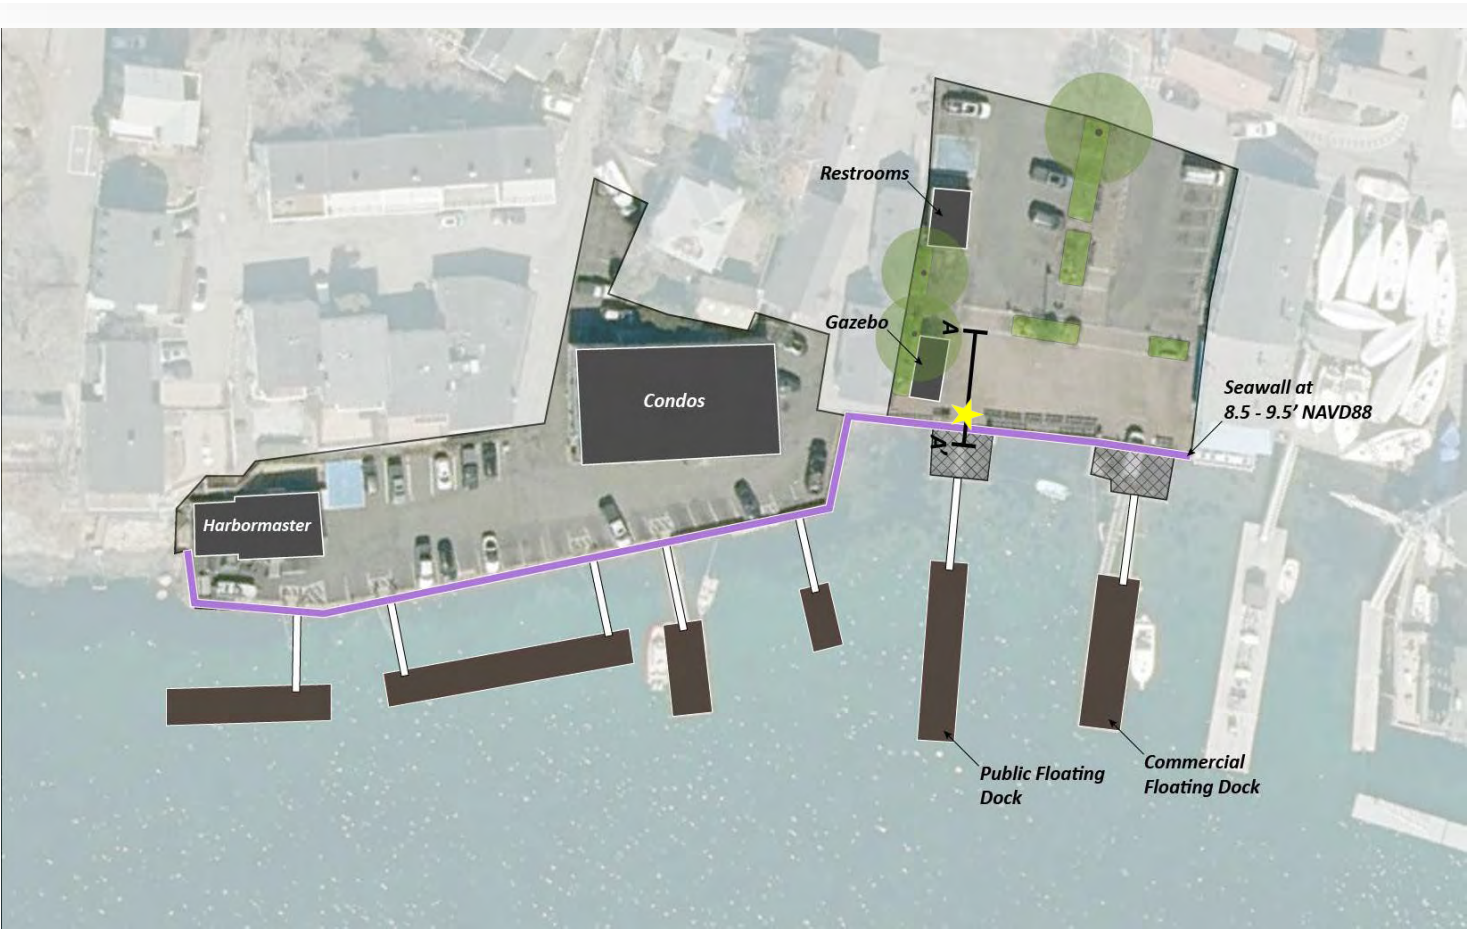 Restrooms
Gazebo
A
A'
Seawall at
8.5 - 9.5' NAVD88
Condos
Harbormaster
Public Floating
Dock
Commercial
Floating Dock